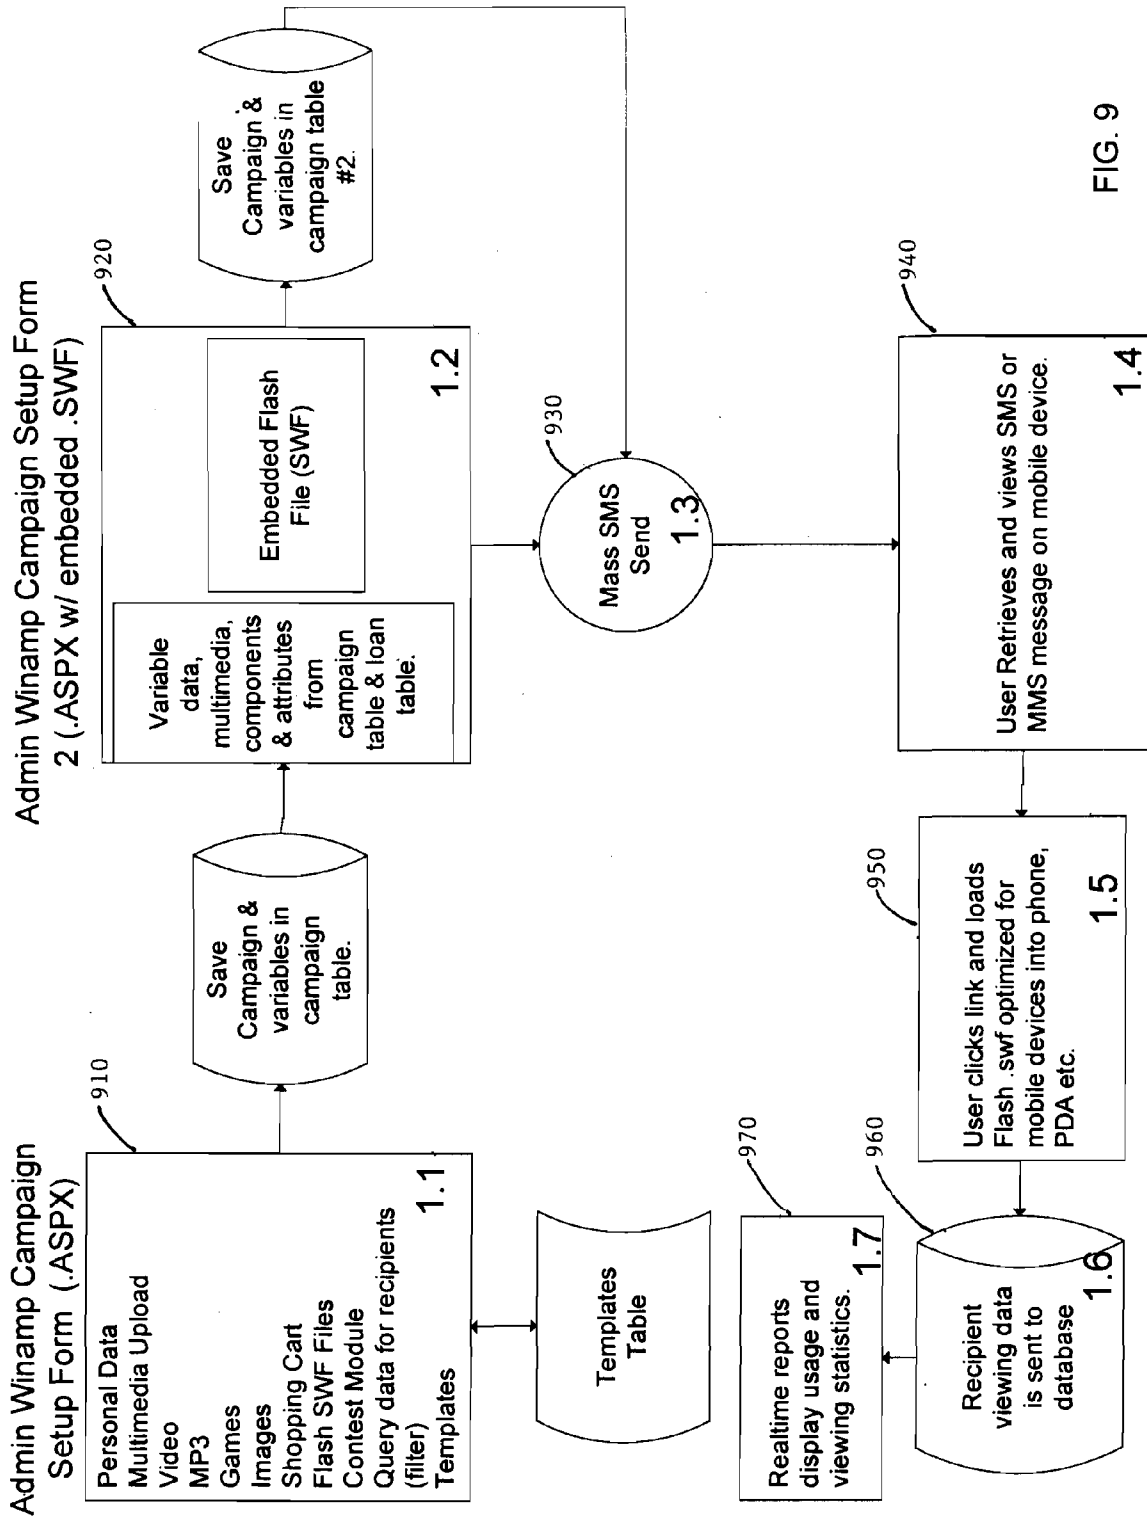 Admin Winamp Campaign
Setup Form (.ASPX)
910
Personal Data
Multimedia Upload
Video
MP3
Games
Images
Shopping Cart
Flash SWF Files
Contest Module
Query data for recipients
(filter)
Templates
1.1
Templates
Table
Save
Campaign &
variables in
campaign
table.
Admin Winamp Campaign Setup Form
2 (.ASPX w/ embedded .SWF)
920
Variable
data,
multimedia,
components
& attributes
from
campaign
table & loan
table.
Embedded Flash
File (SWF)
1.2
Save
Campaign &
variables in
campaign table
#2.
930
Mass SMS
Send
1.3
940
User Retrieves and views SMS or
MMS message on mobile device.
1.4
950
User clicks link and loads
Flash .swf optimized for
mobile devices into phone,
PDA etc.
1.5
960
Recipient
viewing data
is sent to
database
1.6
970
Realtime reports
display usage and
viewing statistics.
1.7
FIG. 9